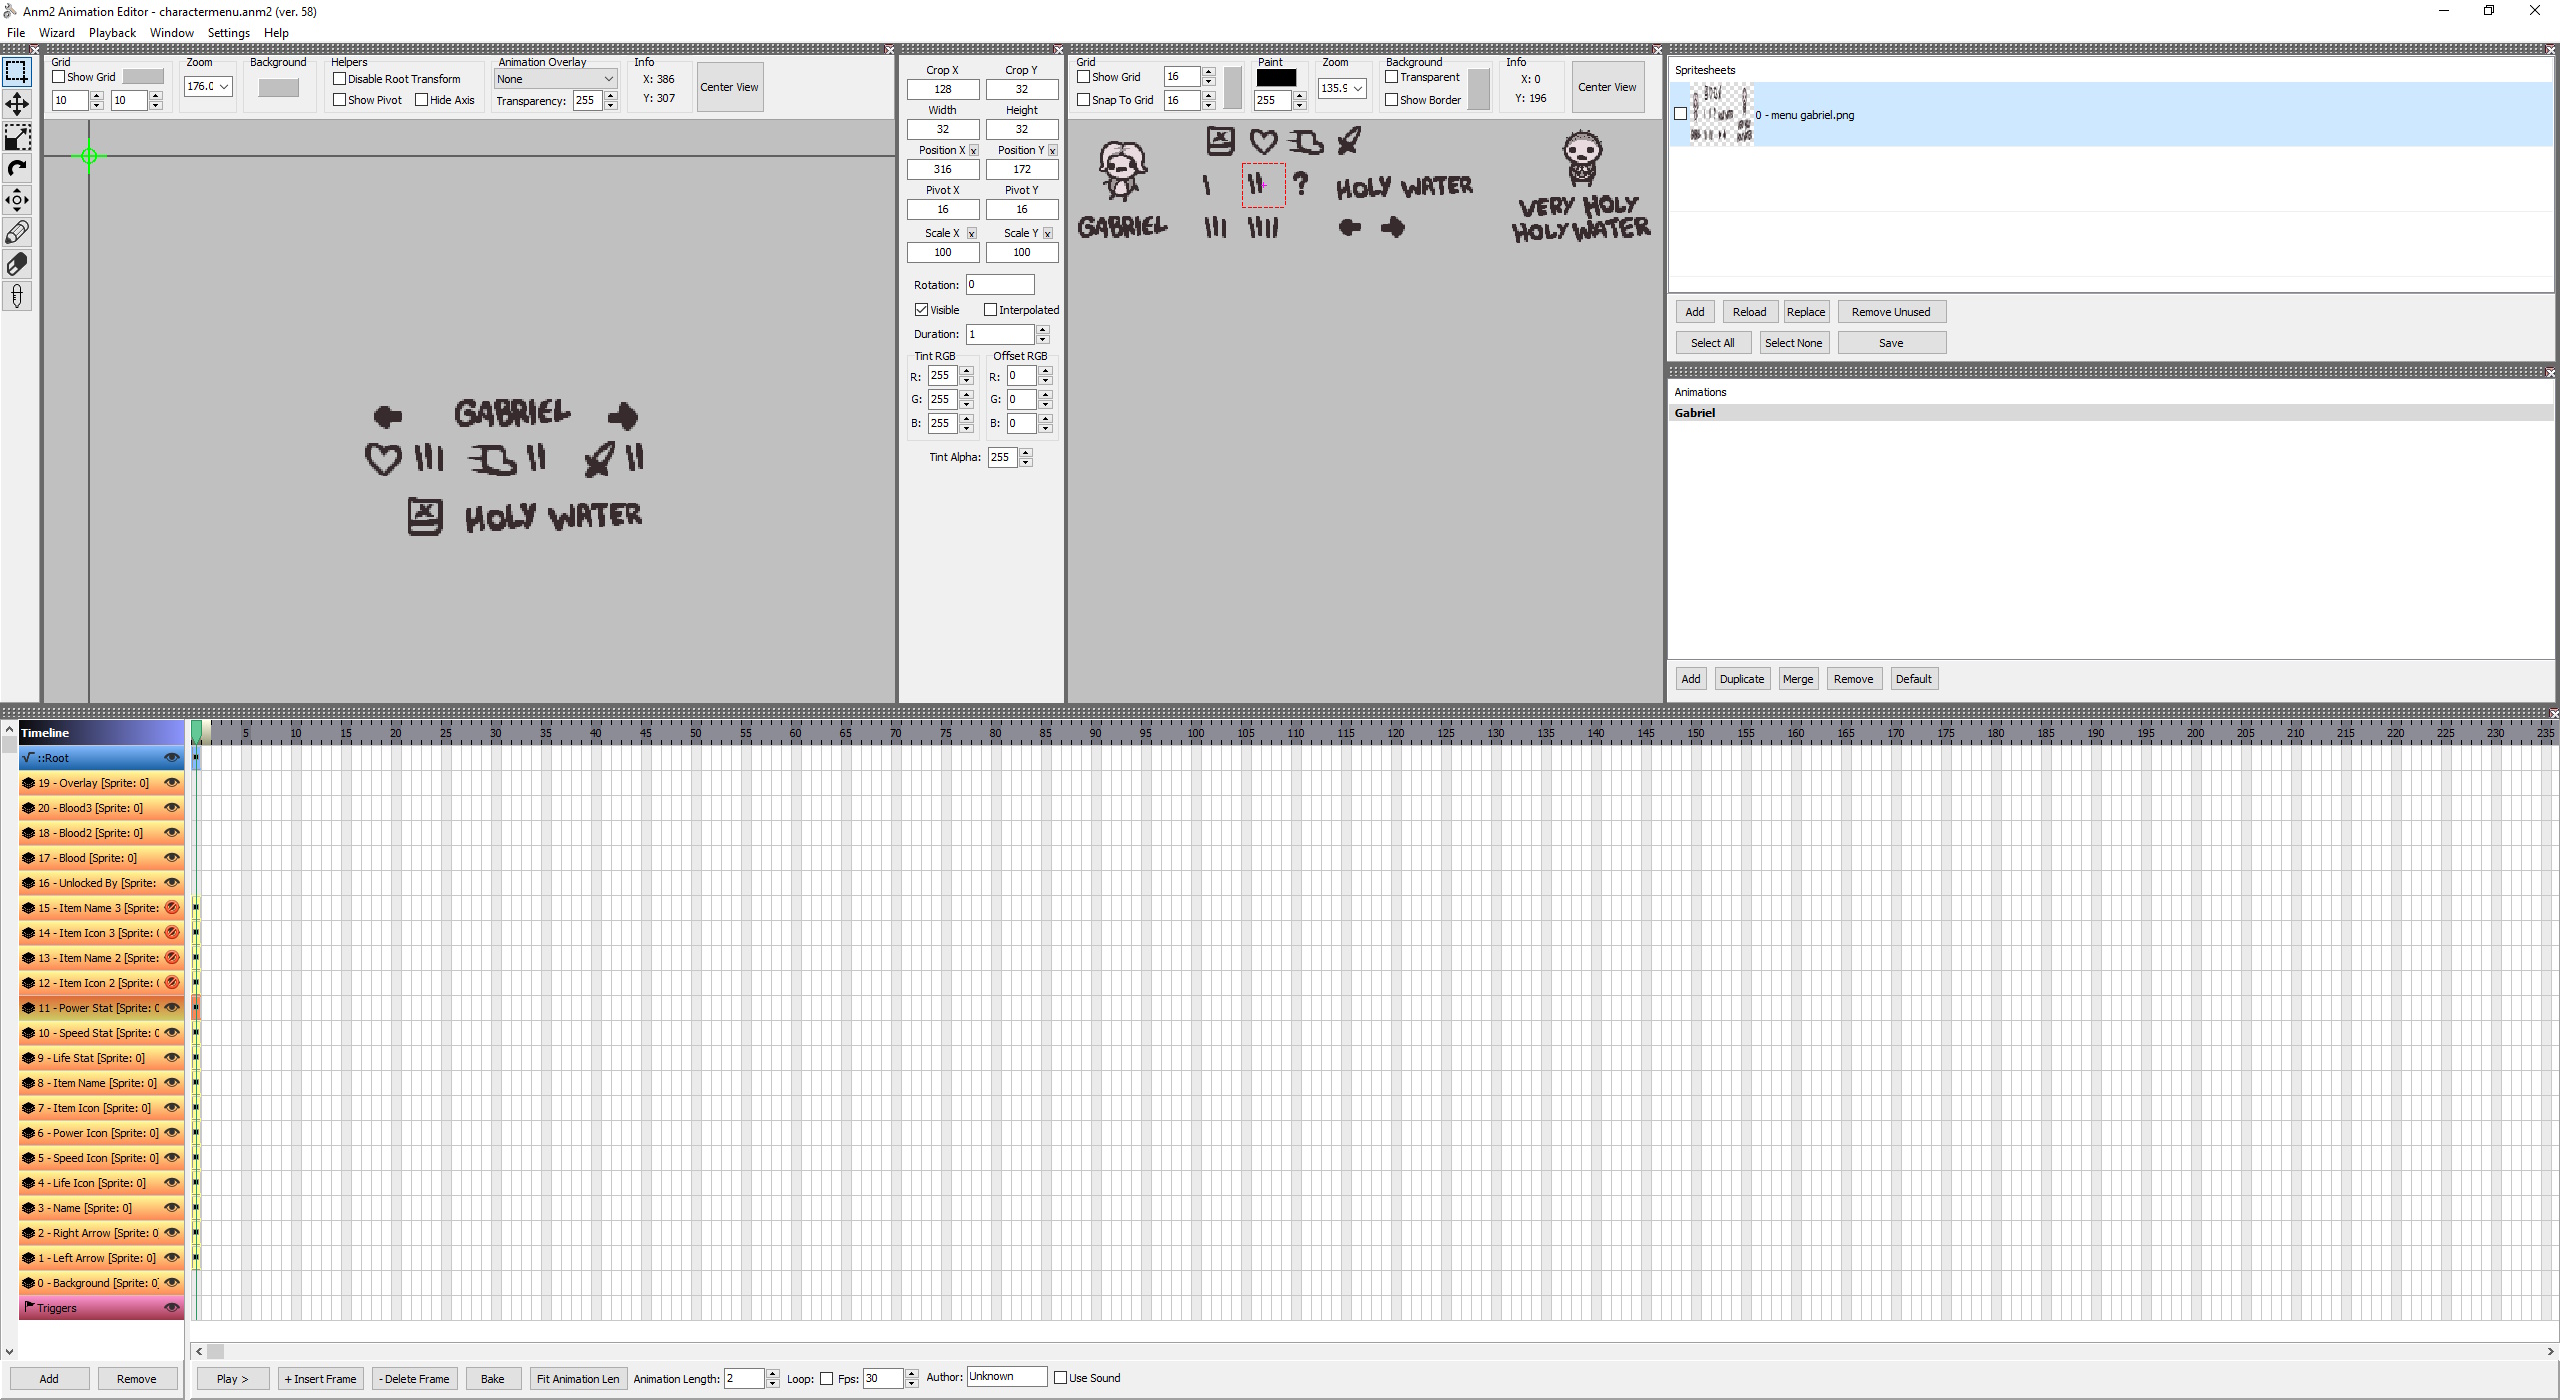 Anm2 Animation Editor - charactermenu.anm2 (ver. 58)
File Wizard Playback Window Settings Help
Grid
Show Grid
10 10
Zoom
176.0
Background
Helpers
Disable Root Transform
Show Pivot Hide Axis
Animation Overlay
None
Transparency: 255
Info
X: 386
Y: 307
Center View
GABRIEL
HOLY WATER
Crop X Crop Y
128 32
Width Height
32 32
Position X x Position Y x
316 172
Pivot X Pivot Y
16 16
Scale X x Scale Y x
100 100
Rotation: 0
Visible Interpolated
Duration: 1
Tint RGB Offset RGB
R: 255 R: 0
G: 255 G: 0
B: 255 B: 0
Tint Alpha: 255
Grid
Show Grid 16
Snap To Grid 16
Paint
255
Zoom
135.9
Background
Transparent
Show Border
Info
X: 0
Y: 196
Center View
?
HOLY WATER
GABRIEL
VERY HOLY
HOLY WATER
Spritesheets
0 - menu gabriel.png
Add Reload Replace Remove Unused
Select All Select None Save
Animations
Gabriel
Add Duplicate Merge Remove Default
Timeline
5 10 15 20 25 30 35 40 45 50 55 60 65 70 75 80 85 90 95 100 105 110 115 120 125 130 135 140 145 150 155 160 165 170 175 180 185 190 195 200 205 210 215 220 225 230 235
::Root
19 - Overlay [Sprite: 0]
20 - Blood3 [Sprite: 0]
18 - Blood2 [Sprite: 0]
17 - Blood [Sprite: 0]
16 - Unlocked By [Sprite:
15 - Item Name 3 [Sprite:
14 - Item Icon 3 [Sprite: (
13 - Item Name 2 [Sprite:
12 - Item Icon 2 [Sprite: (
11 - Power Stat [Sprite: 0
10 - Speed Stat [Sprite: 0
9 - Life Stat [Sprite: 0]
8 - Item Name [Sprite: 0]
7 - Item Icon [Sprite: 0]
6 - Power Icon [Sprite: 0]
5 - Speed Icon [Sprite: 0]
4 - Life Icon [Sprite: 0]
3 - Name [Sprite: 0]
2 - Right Arrow [Sprite: 0
1 - Left Arrow [Sprite: 0]
0 - Background [Sprite: 0]
Triggers
Add Remove Play > + Insert Frame - Delete Frame Bake Fit Animation Len Animation Length: 2 Loop: Fps: 30 Author: Unknown Use Sound